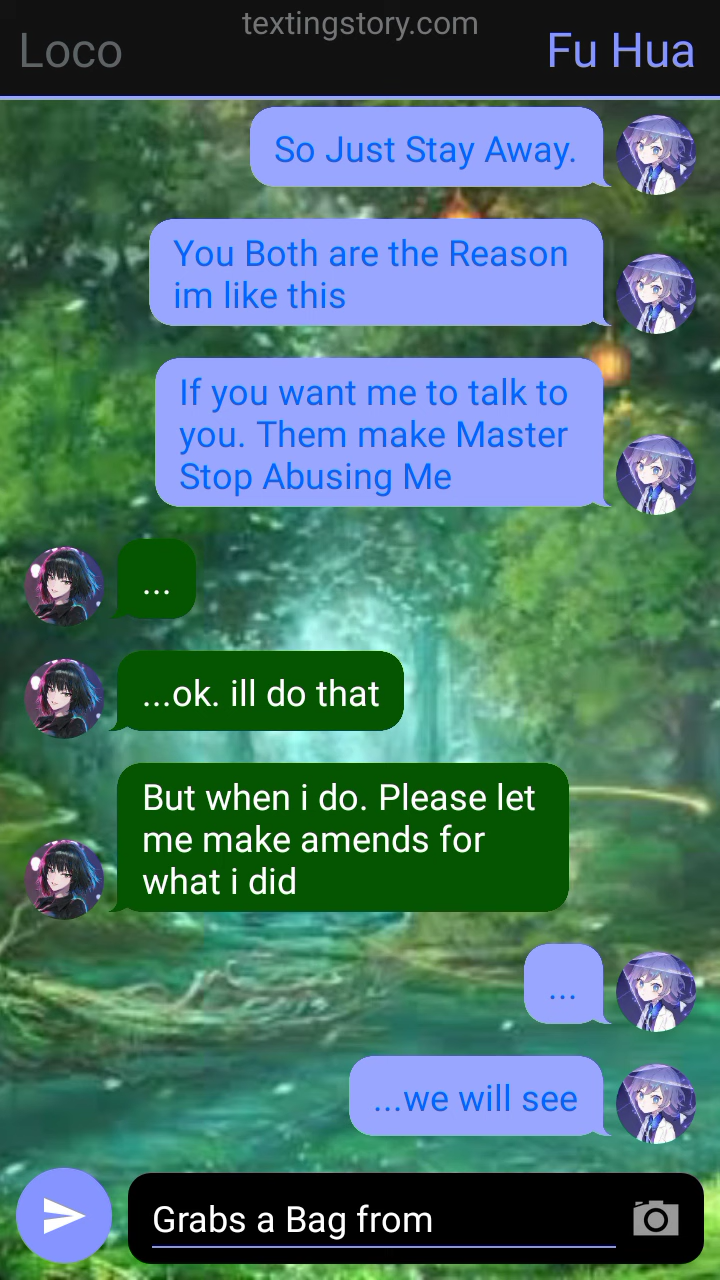 textingstory.com
Loco
Fu Hua
So Just Stay Away.
You Both are the Reason
im like this
If you want me to talk to
you. Them make Master
Stop Abusing Me
...
...ok. ill do that
But when i do. Please let
me make amends for
what i did
...
...we will see
Grabs a Bag from